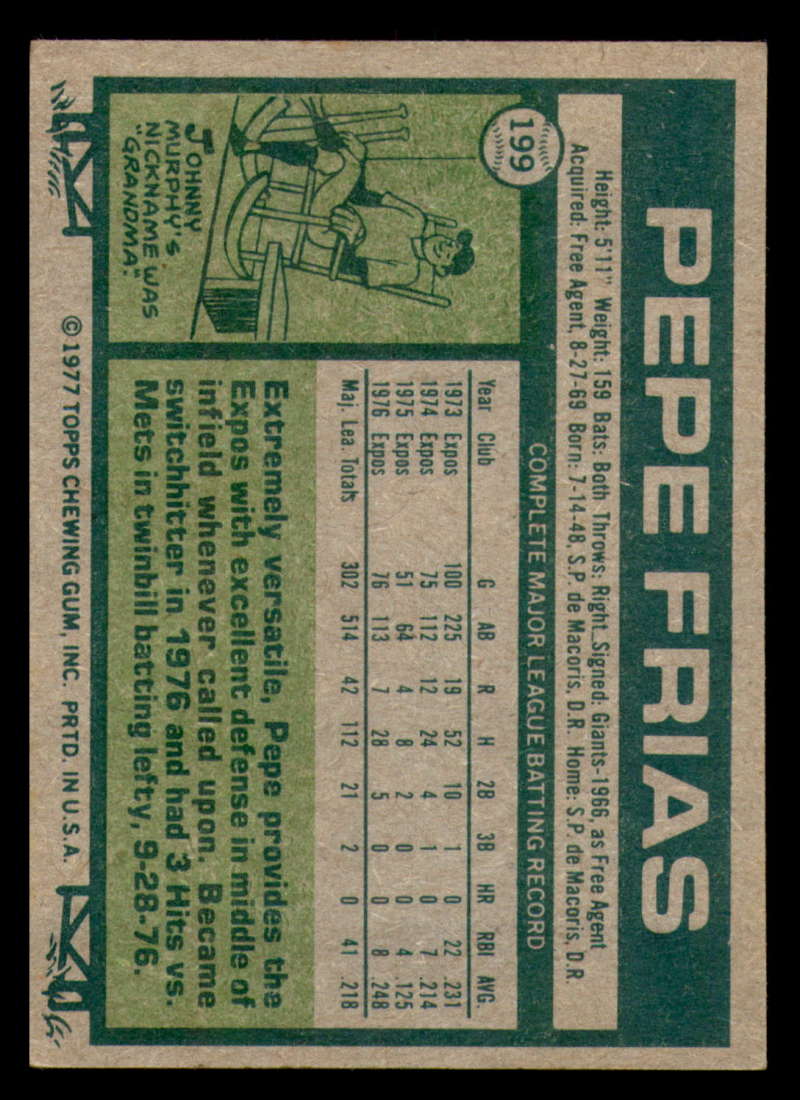 199
PEPE FRIAS
Height: 5'11" Weight: 159 Bats: Both Throws: Right Signed: Giants-1966, as Free Agent
Acquired: Free Agent, 8-27-69 Born: 7-14-48, S.P. de Macoris, D.R. Home: S.P. de Macoris, D.R.
COMPLETE MAJOR LEAGUE BATTING RECORD
Year Club G AB R H 2B 3B HR RBI AVG.
1973 Expos 100 225 19 52 10 1 0 22 .231
1974 Expos 75 112 12 24 4 1 0 7 .214
1975 Expos 51 64 4 8 2 0 0 4 .125
1976 Expos 76 113 7 28 5 0 0 8 .248
Maj. Lea. Totals 302 514 42 112 21 2 0 41 .218
JOHNNY
MURPHY'S
NICKNAME WAS
"GRANDMA."
Extremely versatile, Pepe provides the
Expos with excellent defense in middle of
infield whenever called upon. Became
switchhitter in 1976 and had 3 Hits vs.
Mets in twinbill batting lefty, 9-28-76.
©1977 TOPPS CHEWING GUM, INC. PRTD. IN U.S.A.